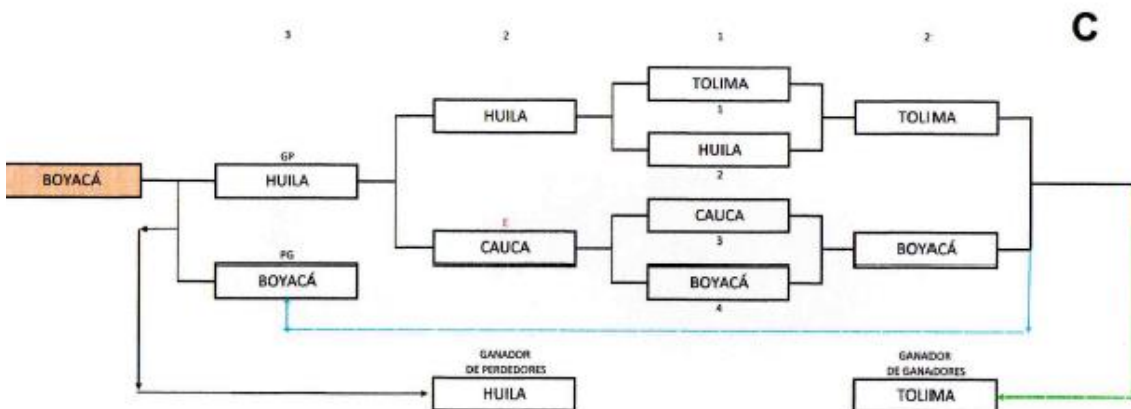 C
3
2
1
2
TOLIMA
1
HUILA
TOLIMA
HUILA
2
GP
BOYACÁ
HUILA
CAUCA
3
E
CAUCA
BOYACÁ
BOYACÁ
4
PG
BOYACÁ
GANADOR
DE PERDEDORES
HUILA
GANADOR
DE GANADORES
TOLIMA